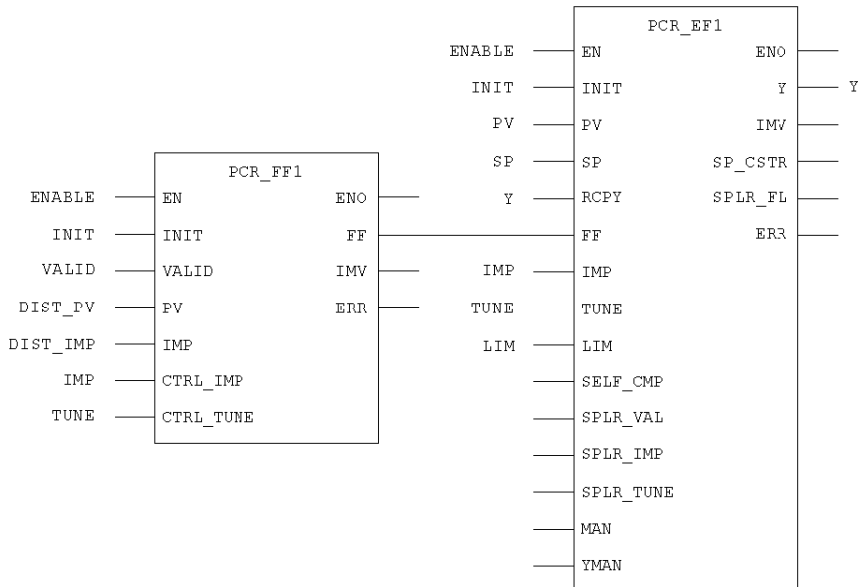 PCR_EF1
ENABLE EN ENO
INIT INIT Y Y
PV PV IMV
SP SP SP_CSTR
Y RCPY SPLR_FL
FF ERR
IMP IMP
TUNE TUNE
LIM LIM
SELF_CMP
SPLR_VAL
SPLR_IMP
SPLR_TUNE
MAN
YMAN
PCR_FF1
ENABLE EN ENO
INIT INIT FF
VALID VALID IMV
DIST_PV PV ERR
DIST_IMP IMP
IMP CTRL_IMP
TUNE CTRL_TUNE